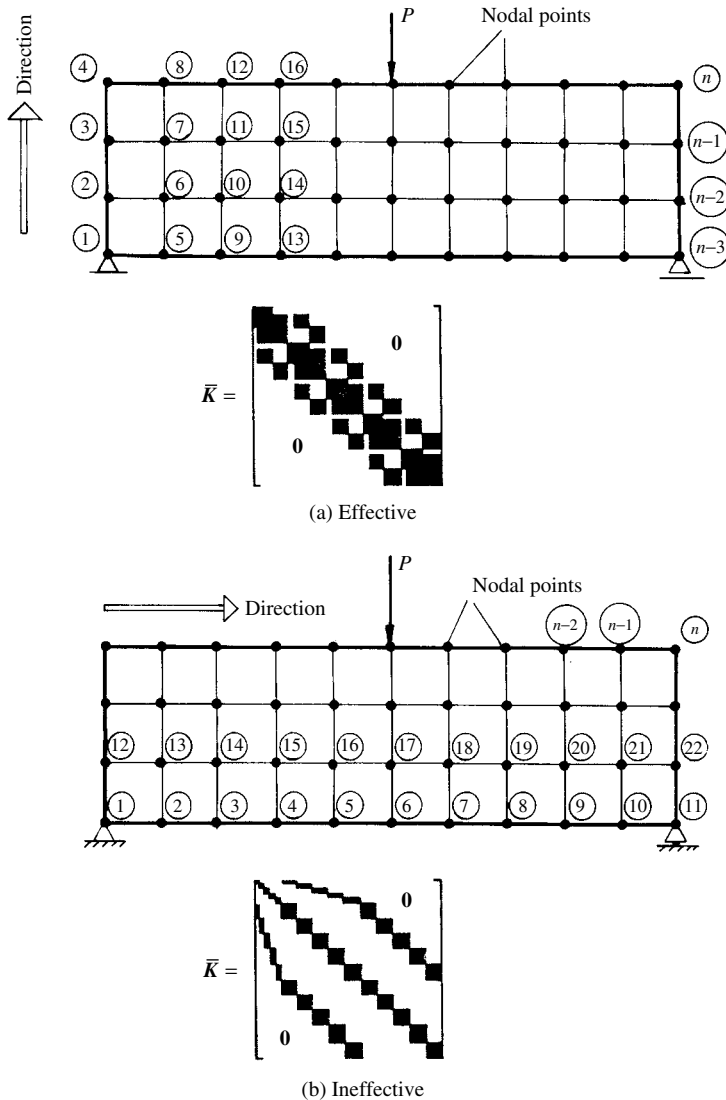 P
Nodal points
Direction
4 8 12 16 n
3 7 11 15 n–1
2 6 10 14 n–2
1 5 9 13 n–3
0
K̅ =
0
(a) Effective
P
Nodal points
Direction
n–2 n–1 n
12 13 14 15 16 17 18 19 20 21 22
1 2 3 4 5 6 7 8 9 10 11
0
K̅ =
0
(b) Ineffective